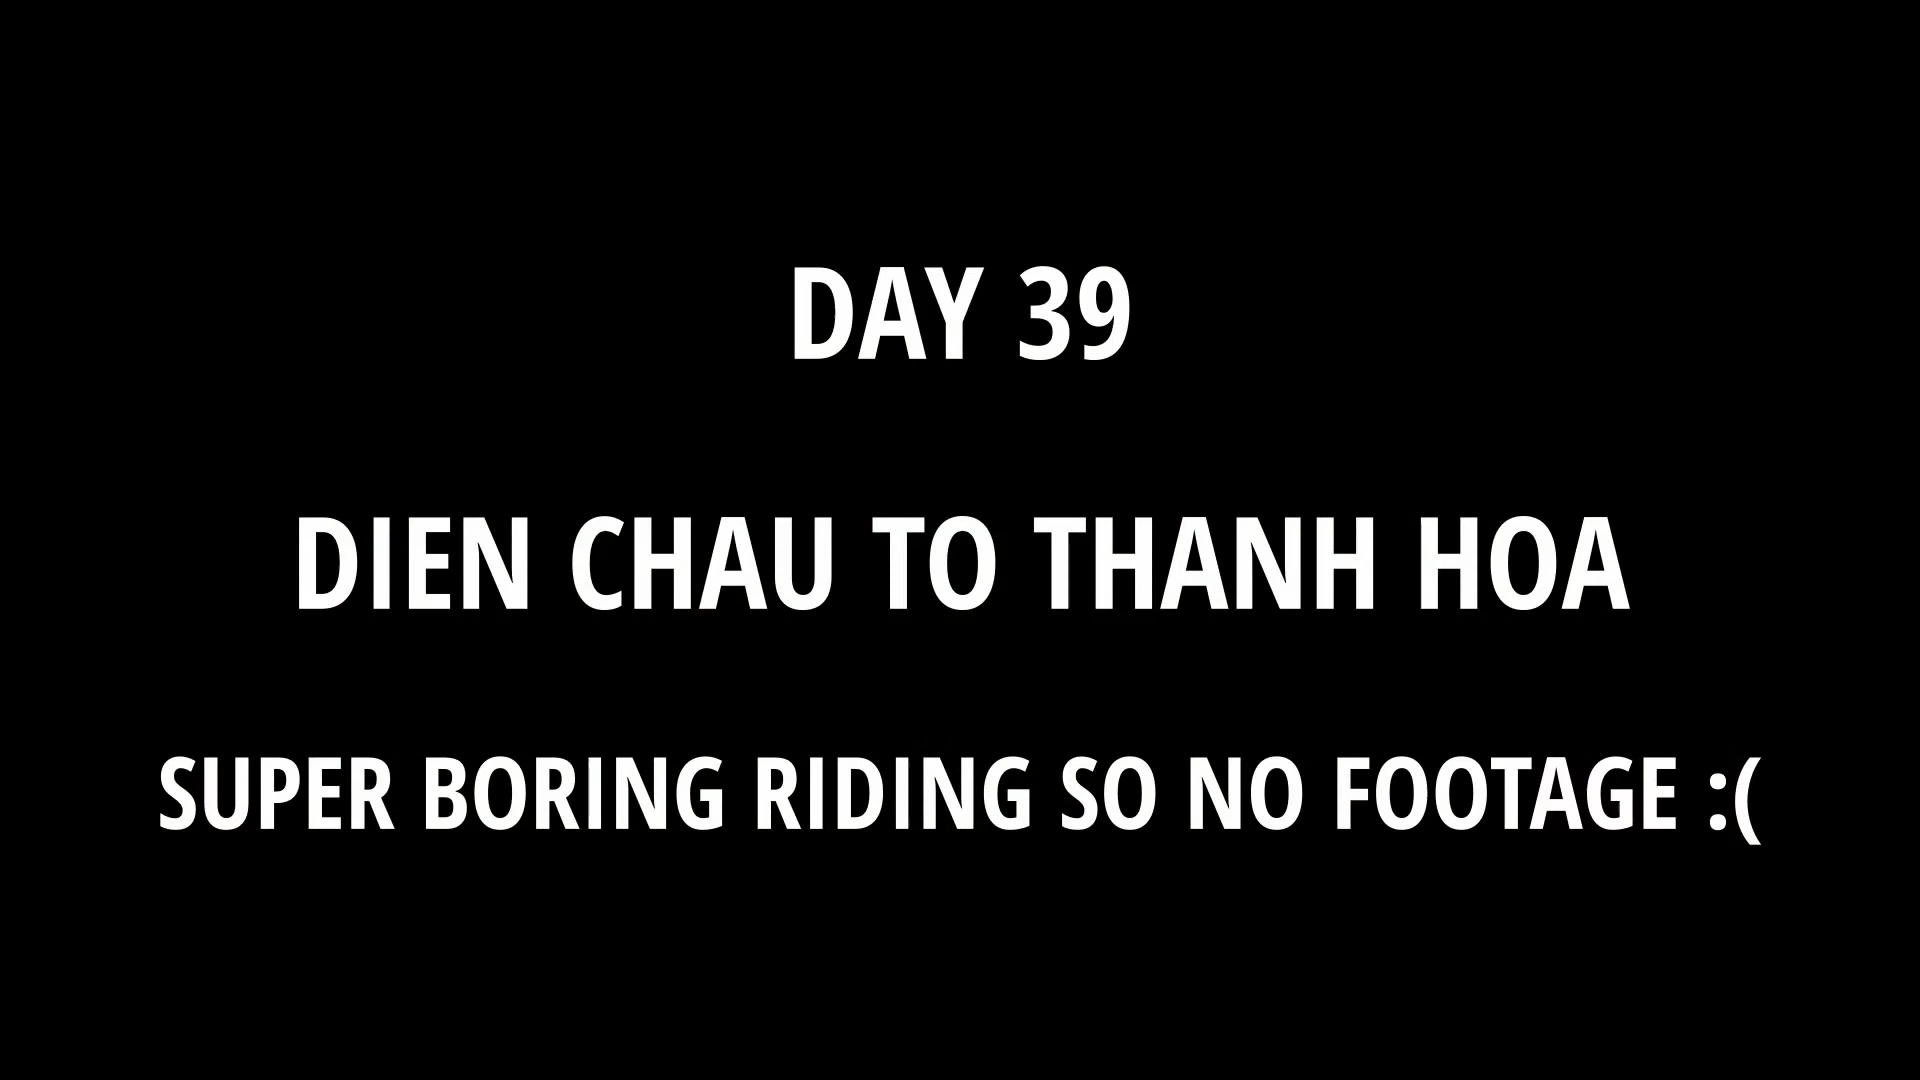 DAY 39
DIEN CHAU TO THANH HOA
SUPER BORING RIDING SO NO FOOTAGE :(